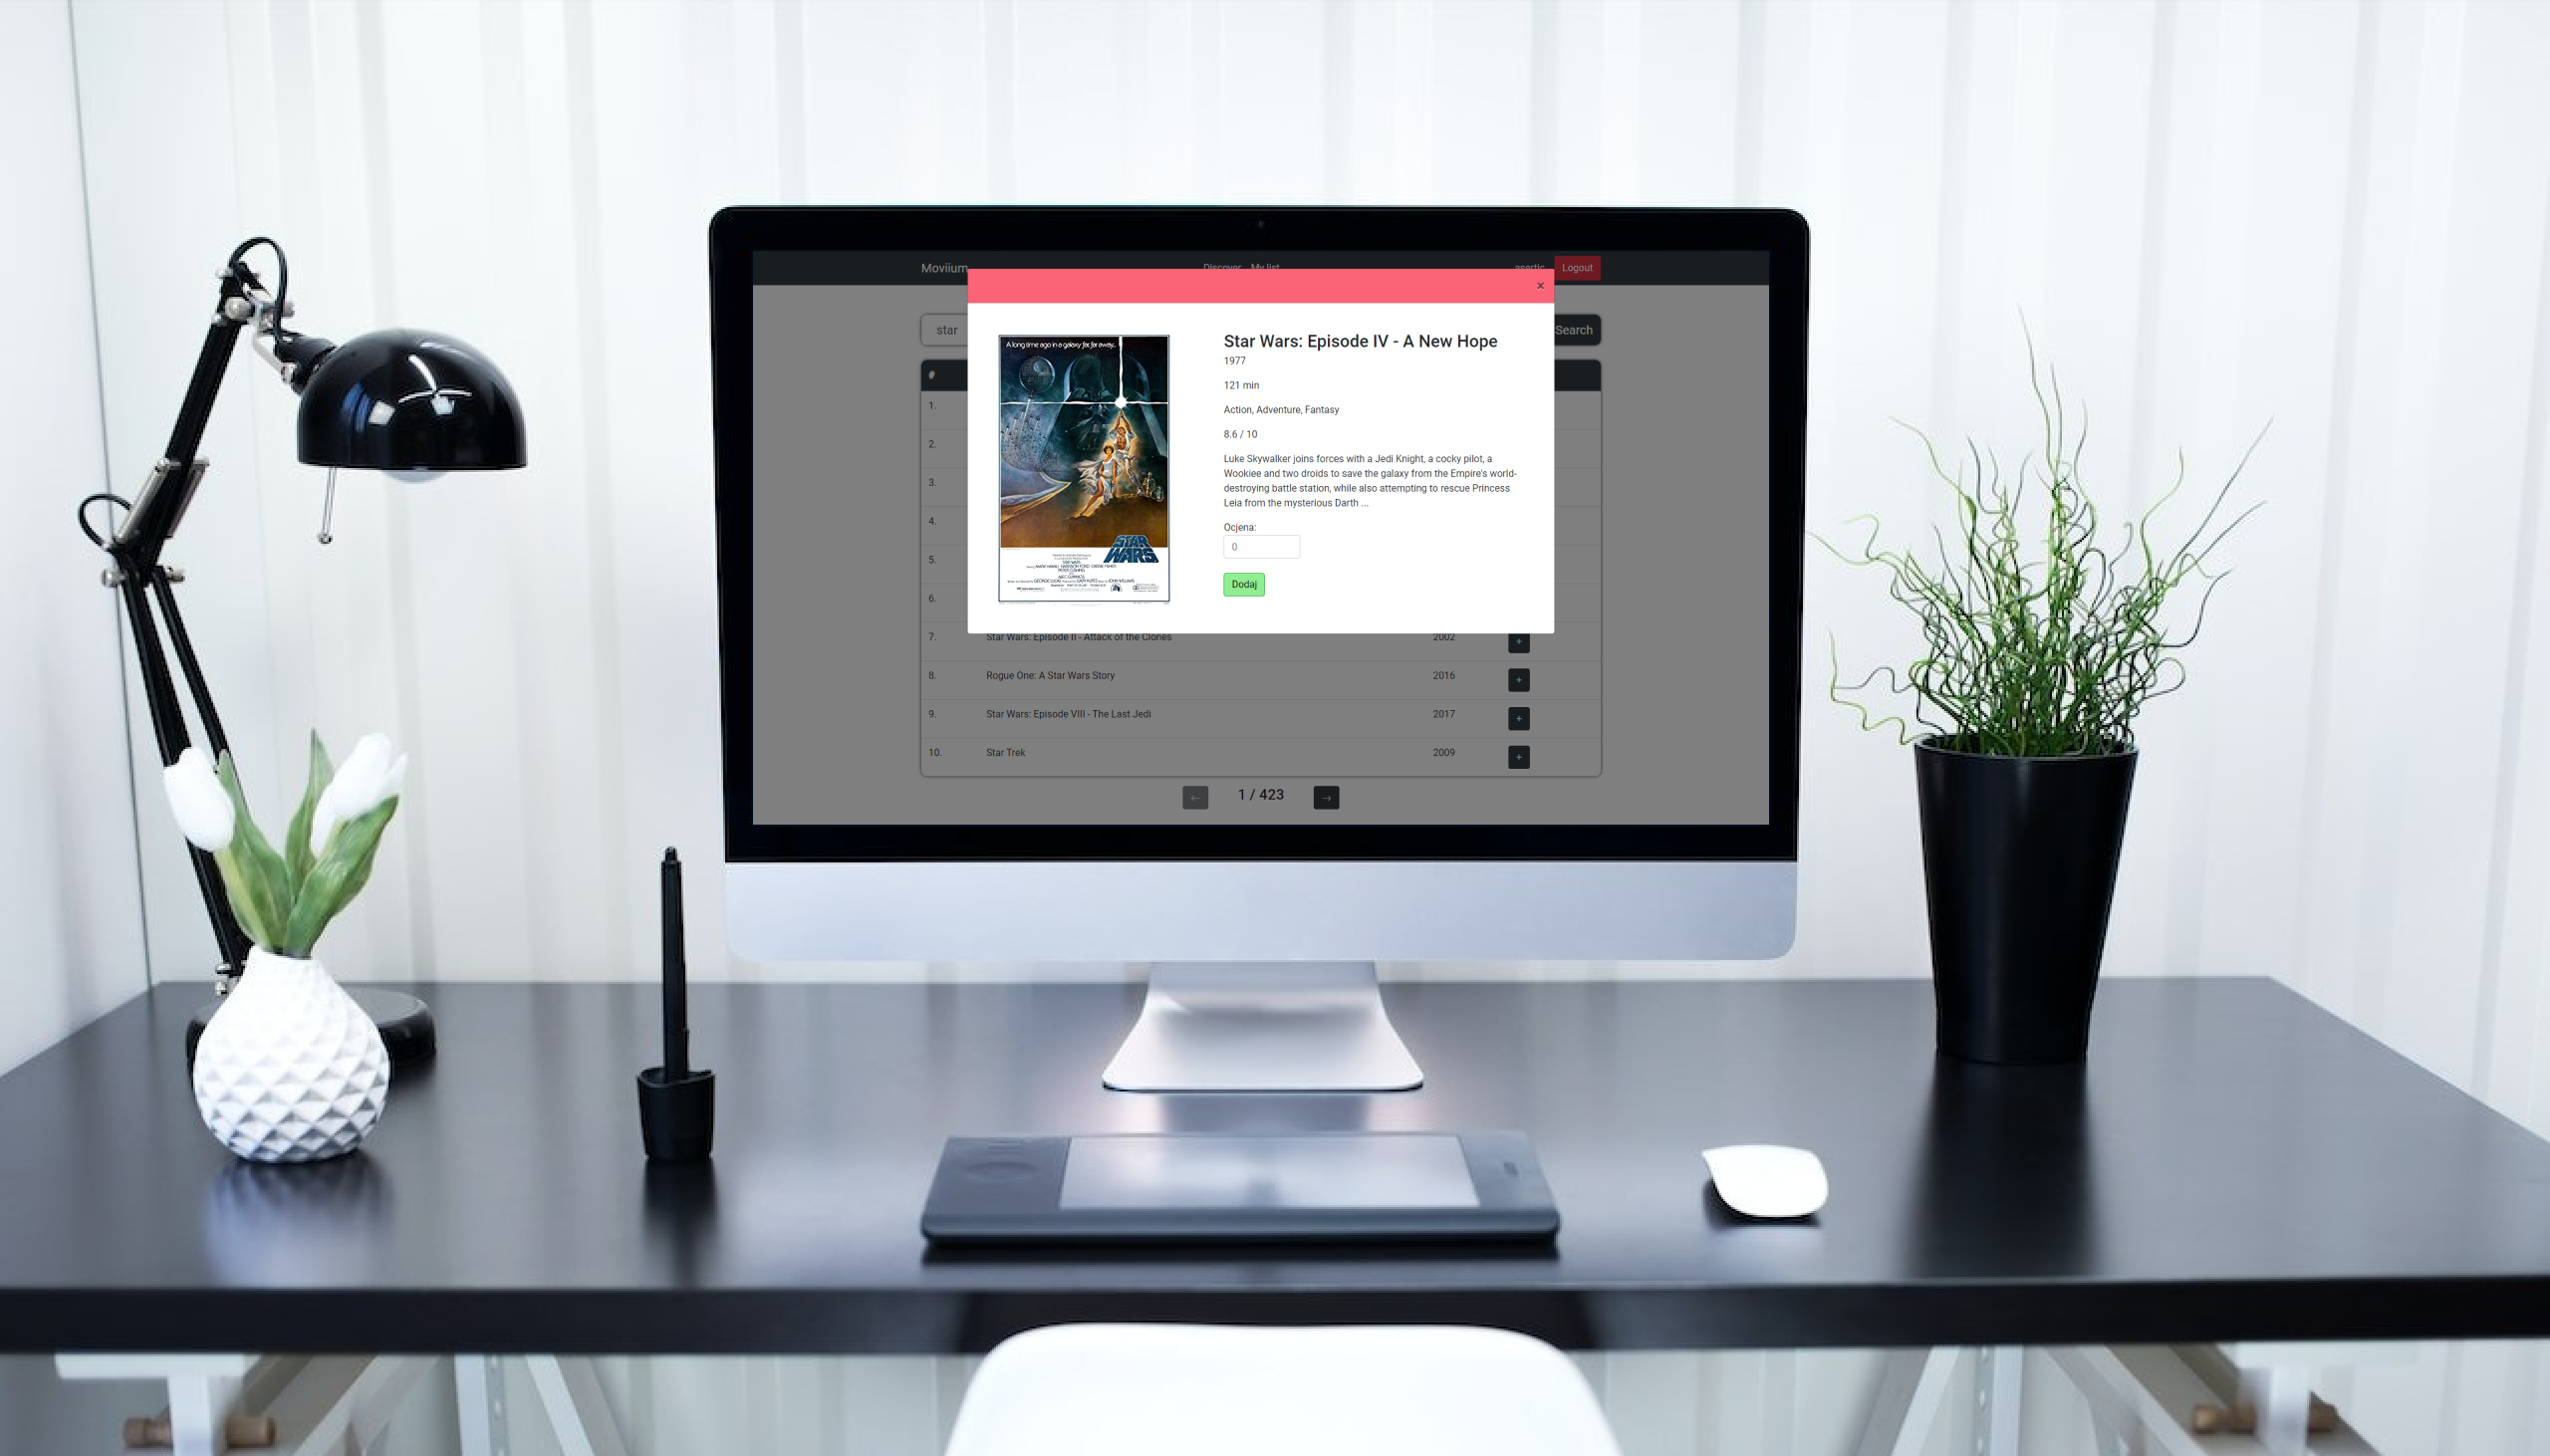 Moviium
Discover My list
asertic
Logout
×
star
Search
#
A long time ago in a galaxy far far away...
STAR
WARS
Star Wars: Episode IV - A New Hope
1977
121 min
Action, Adventure, Fantasy
8.6 / 10
Luke Skywalker joins forces with a Jedi Knight, a cocky pilot, a
Wookiee and two droids to save the galaxy from the Empire's world-
destroying battle station, while also attempting to rescue Princess
Leia from the mysterious Darth ...
Ocjena:
0
Dodaj
1.
2.
3.
4.
5.
6.
7. Star Wars: Episode II - Attack of the Clones 2002 +
8. Rogue One: A Star Wars Story 2016 +
9. Star Wars: Episode VIII - The Last Jedi 2017 +
10. Star Trek 2009 +
← 1 / 423 →